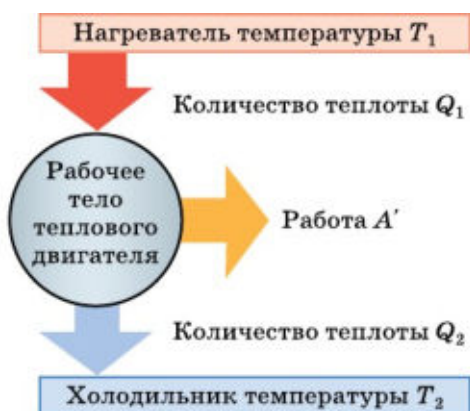 Нагреватель температуры T₁
Количество теплоты Q₁
Рабочее
тело
теплового
двигателя
Работа A′
Количество теплоты Q₂
Холодильник температуры T₂